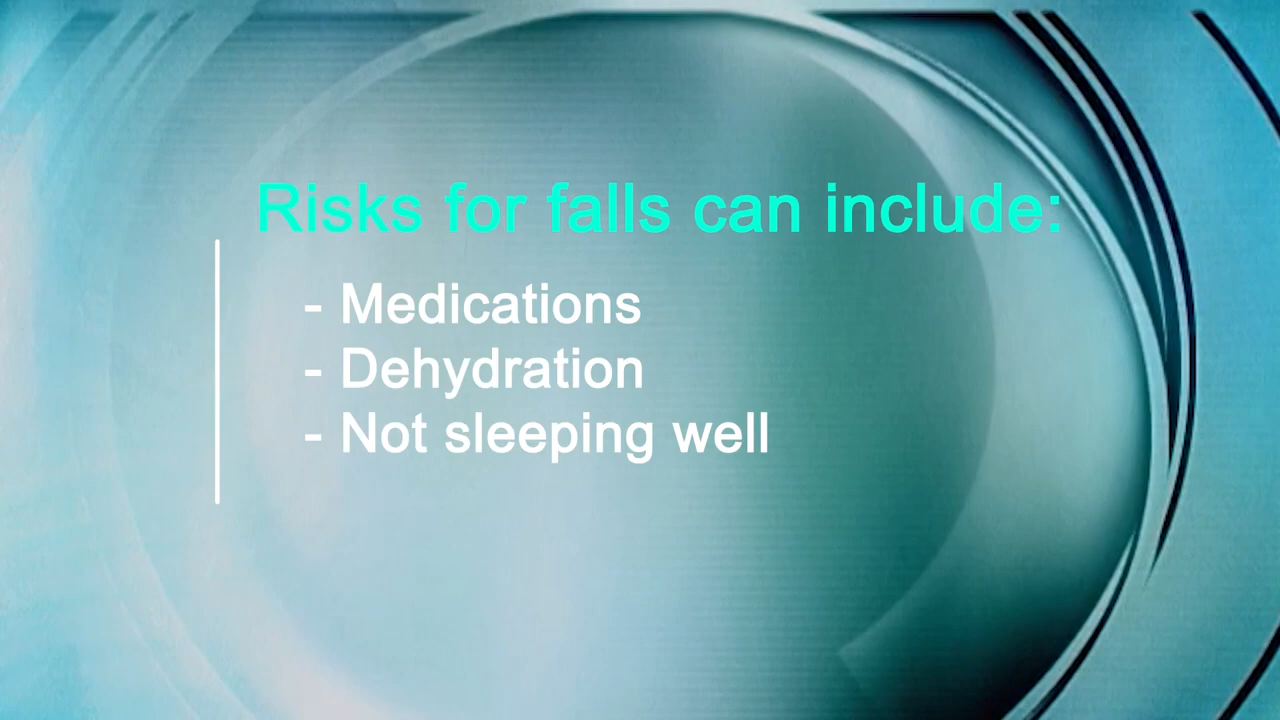 Risks for falls can include:
- Medications
- Dehydration
- Not sleeping well